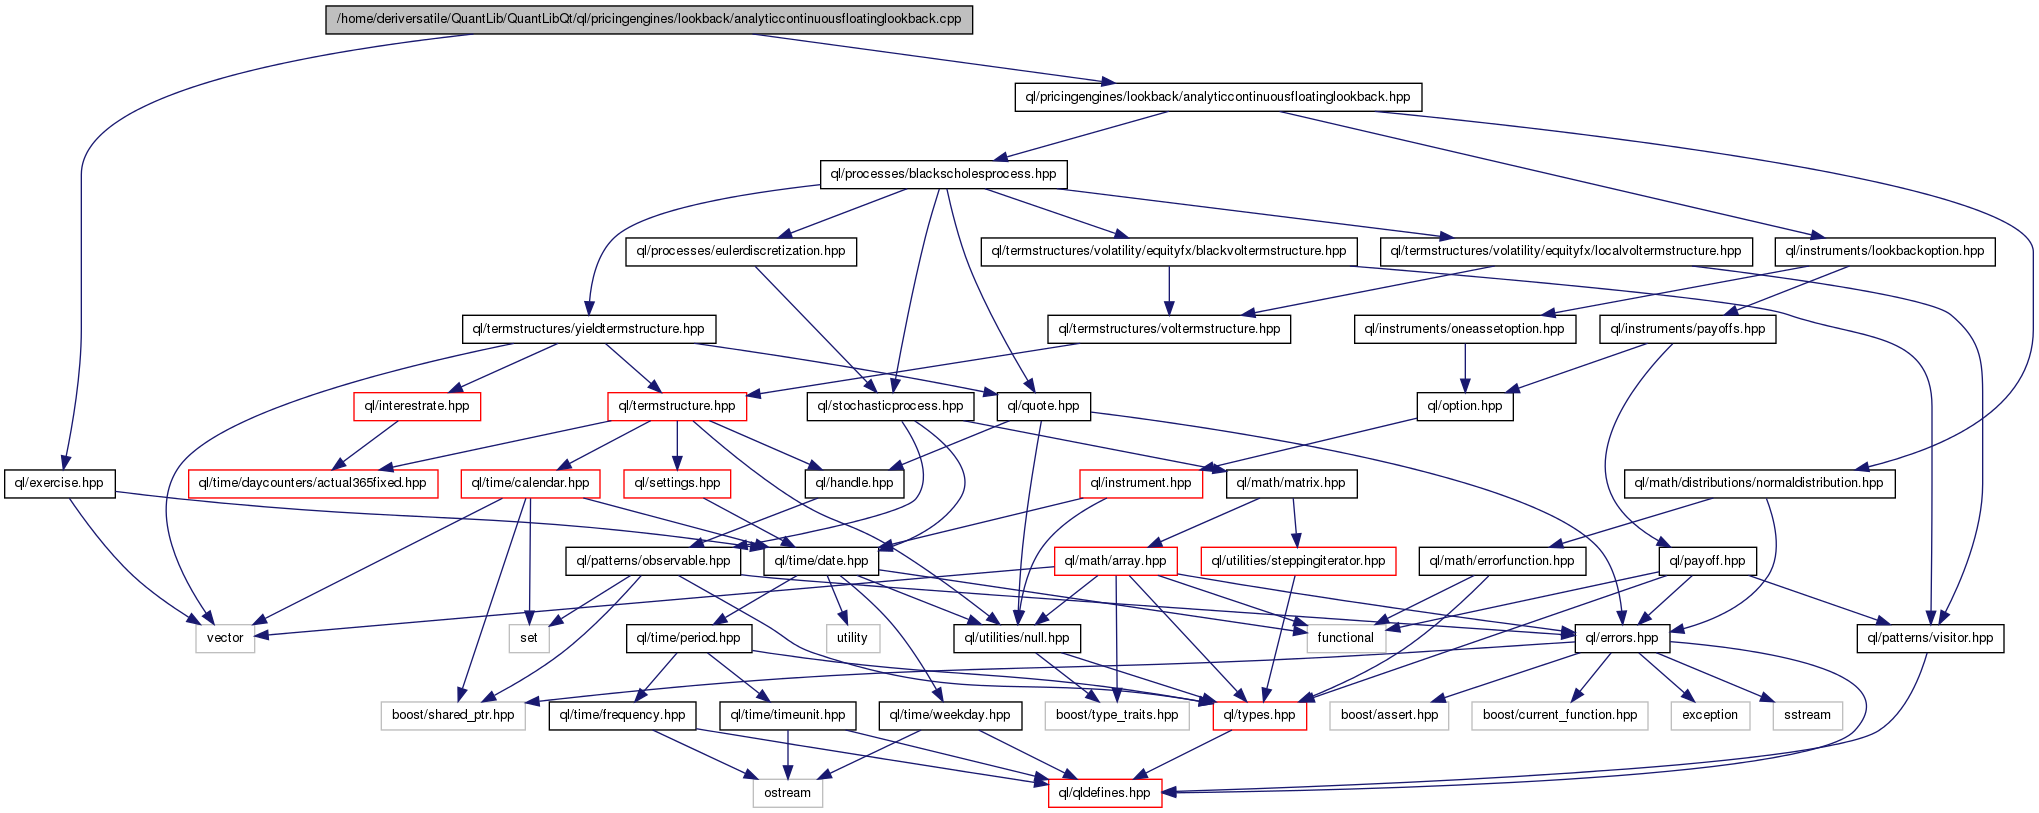 /home/deriversatile/QuantLib/QuantLibQt/ql/pricingengines/lookback/analyticcontinuousfloatinglookback.cpp
ql/pricingengines/lookback/analyticcontinuousfloatinglookback.hpp
ql/processes/blackscholesprocess.hpp
ql/processes/eulerdiscretization.hpp
ql/termstructures/volatility/equityfx/blackvoltermstructure.hpp
ql/termstructures/volatility/equityfx/localvoltermstructure.hpp
ql/instruments/lookbackoption.hpp
ql/termstructures/yieldtermstructure.hpp
ql/termstructures/voltermstructure.hpp
ql/instruments/oneassetoption.hpp
ql/instruments/payoffs.hpp
ql/interestrate.hpp
ql/termstructure.hpp
ql/stochasticprocess.hpp
ql/quote.hpp
ql/option.hpp
ql/exercise.hpp
ql/time/daycounters/actual365fixed.hpp
ql/time/calendar.hpp
ql/settings.hpp
ql/handle.hpp
ql/instrument.hpp
ql/math/matrix.hpp
ql/math/distributions/normaldistribution.hpp
ql/patterns/observable.hpp
ql/time/date.hpp
ql/math/array.hpp
ql/utilities/steppingiterator.hpp
ql/math/errorfunction.hpp
ql/payoff.hpp
vector
set
ql/time/period.hpp
utility
ql/utilities/null.hpp
functional
ql/errors.hpp
ql/patterns/visitor.hpp
boost/shared_ptr.hpp
ql/time/frequency.hpp
ql/time/timeunit.hpp
ql/time/weekday.hpp
boost/type_traits.hpp
ql/types.hpp
boost/assert.hpp
boost/current_function.hpp
exception
sstream
ostream
ql/qldefines.hpp